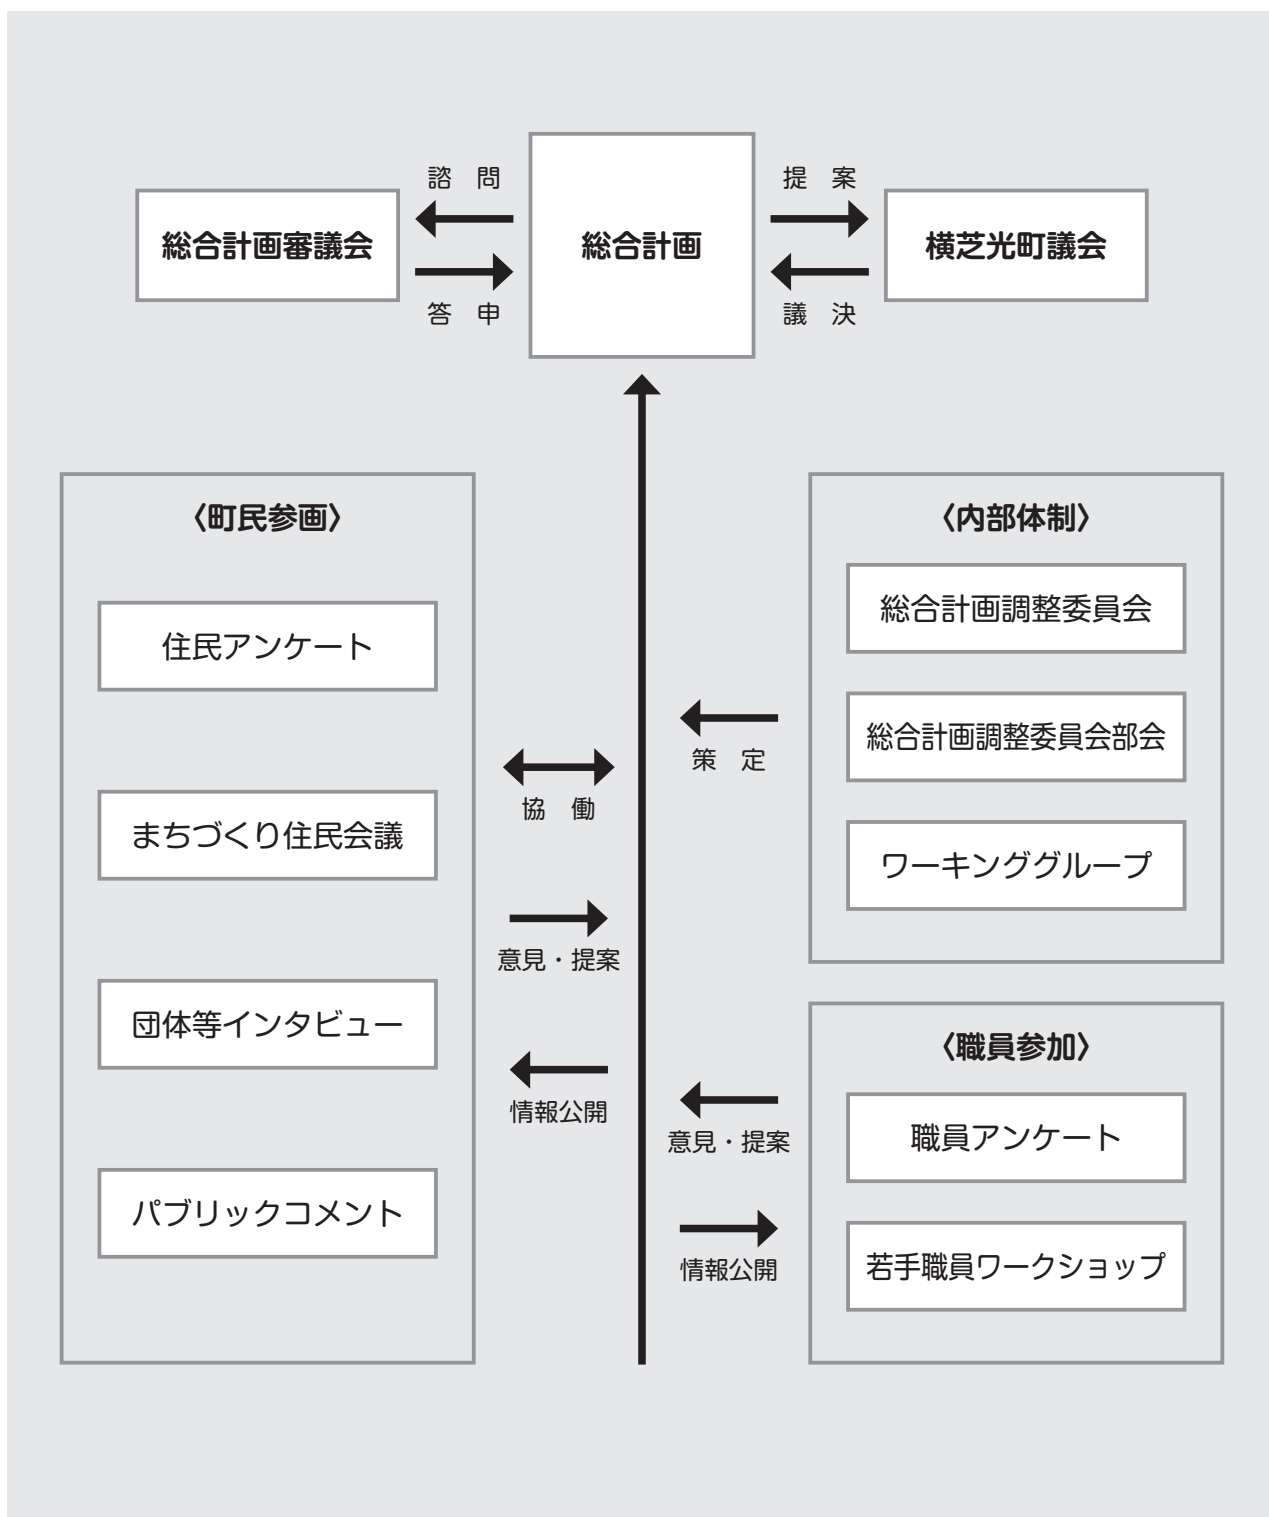 諮　問
提　案
総合計画審議会
総合計画
横芝光町議会
答　申
議　決
〈町民参画〉
住民アンケート
まちづくり住民会議
団体等インタビュー
パブリックコメント
協　働
意見・提案
情報公開
〈内部体制〉
総合計画調整委員会
総合計画調整委員会部会
ワーキンググループ
策　定
〈職員参加〉
職員アンケート
若手職員ワークショップ
意見・提案
情報公開